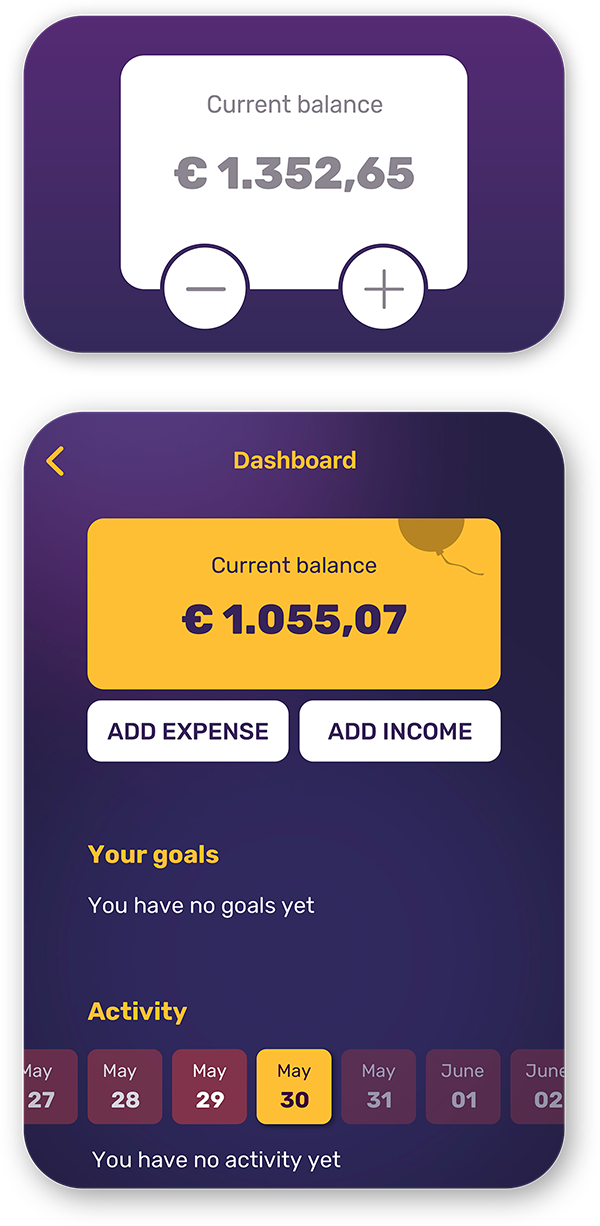 Current balance
€ 1.352,65
Dashboard
Current balance
€ 1.055,07
ADD EXPENSE ADD INCOME
Your goals
You have no goals yet
Activity
May May May May May June June
27 28 29 30 31 01 02
You have no activity yet